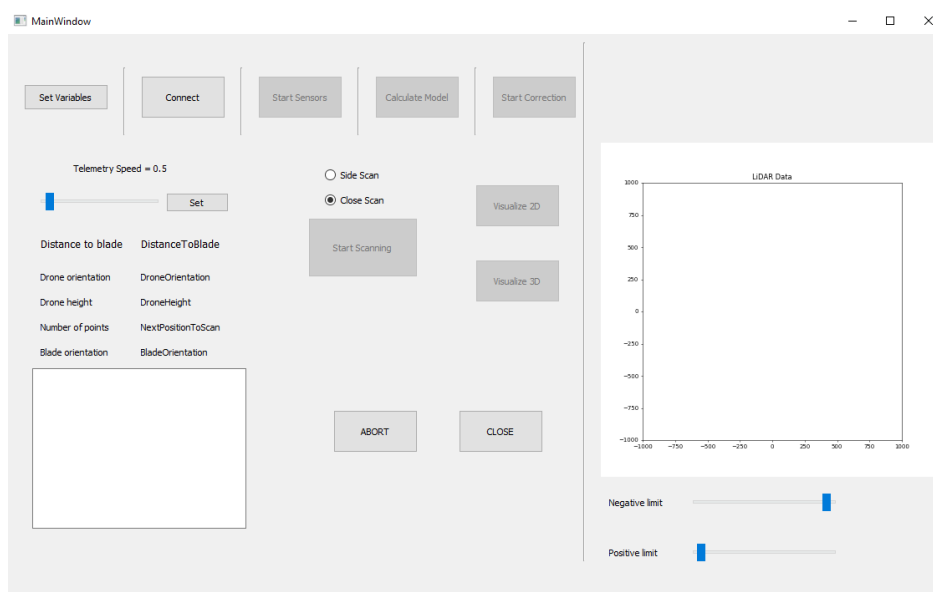 MainWindow
Set Variables
Connect
Start Sensors
Calculate Model
Start Correction
Telemetry Speed = 0.5
Set
Side Scan
Close Scan
Start Scanning
Visualize 2D
Visualize 3D
Distance to blade DistanceToBlade
Drone orientation DroneOrientation
Drone height DroneHeight
Number of points NextPositionToScan
Blade orientation BladeOrientation
ABORT
CLOSE
LiDAR Data
1000
750
500
250
0
−250
−500
−750
−1000
−1000 −750 −500 −250 0 250 500 750 1000
Negative limit
Positive limit